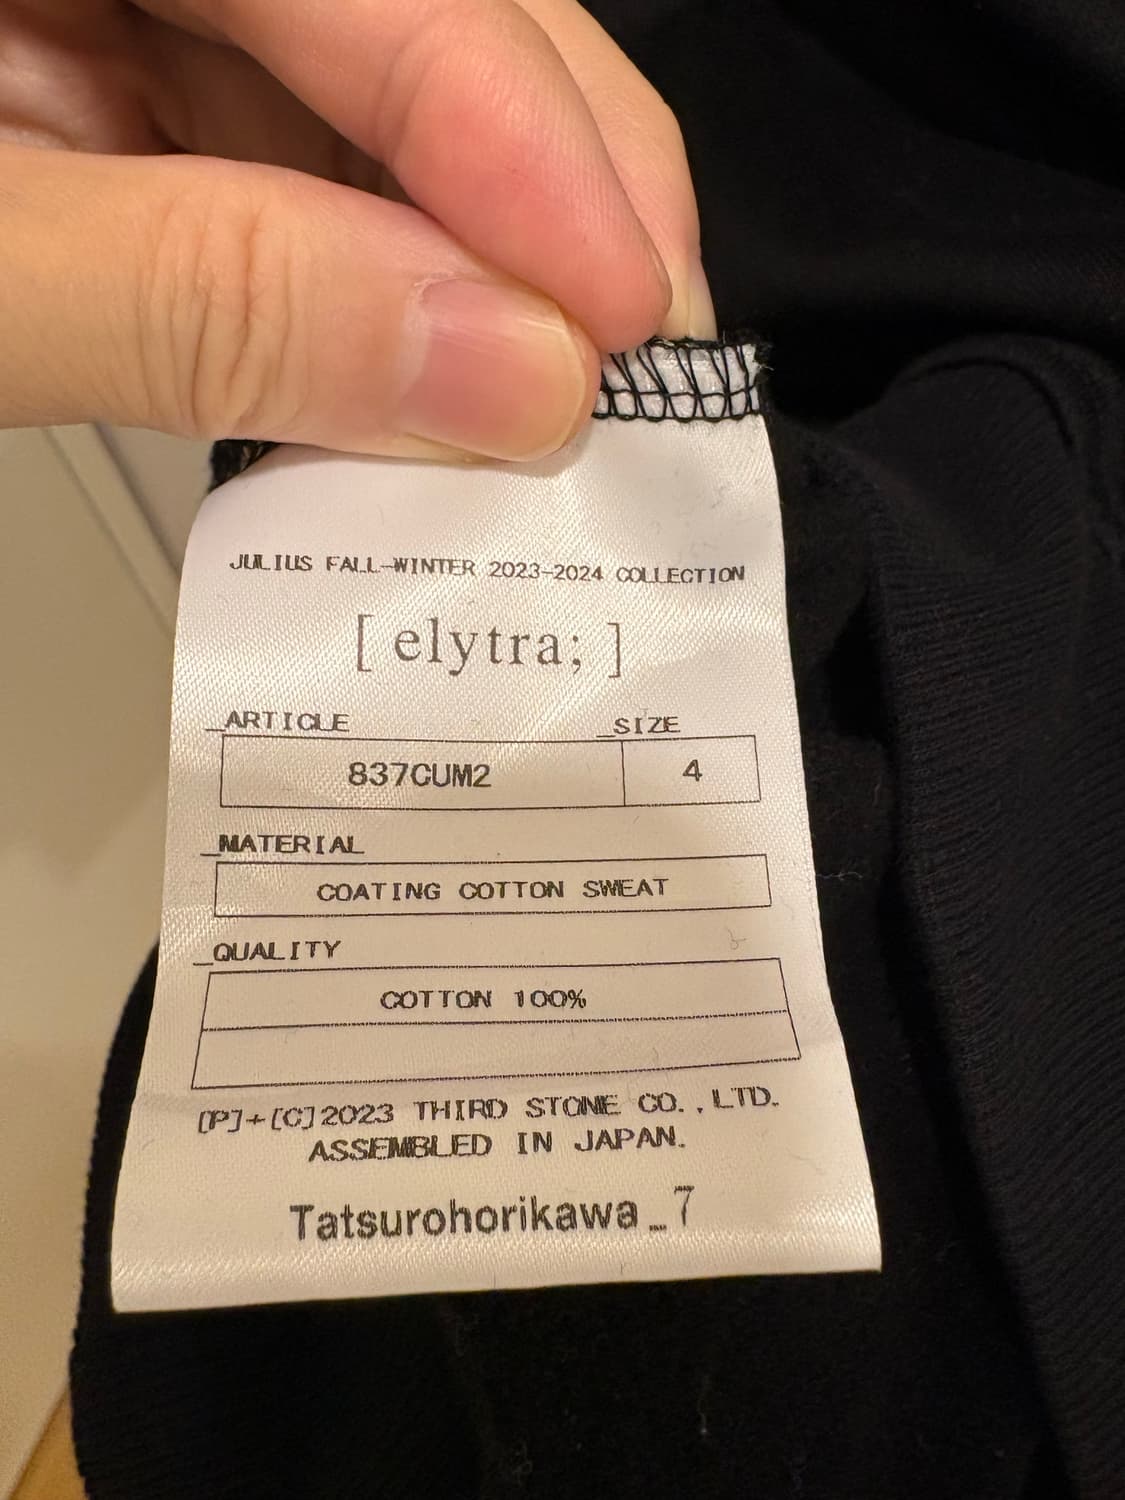 JULIUS FALL-WINTER 2023-2024 COLLECTION
[ elytra; ]
_ARTICLE _SIZE
837CUM2 4
_MATERIAL
COATING COTTON SWEAT
_QUALITY
COTTON 100%
[P]+[C]2023 THIRD STONE CO.,LTD.
ASSEMBLED IN JAPAN.
Tatsurohorikawa_7